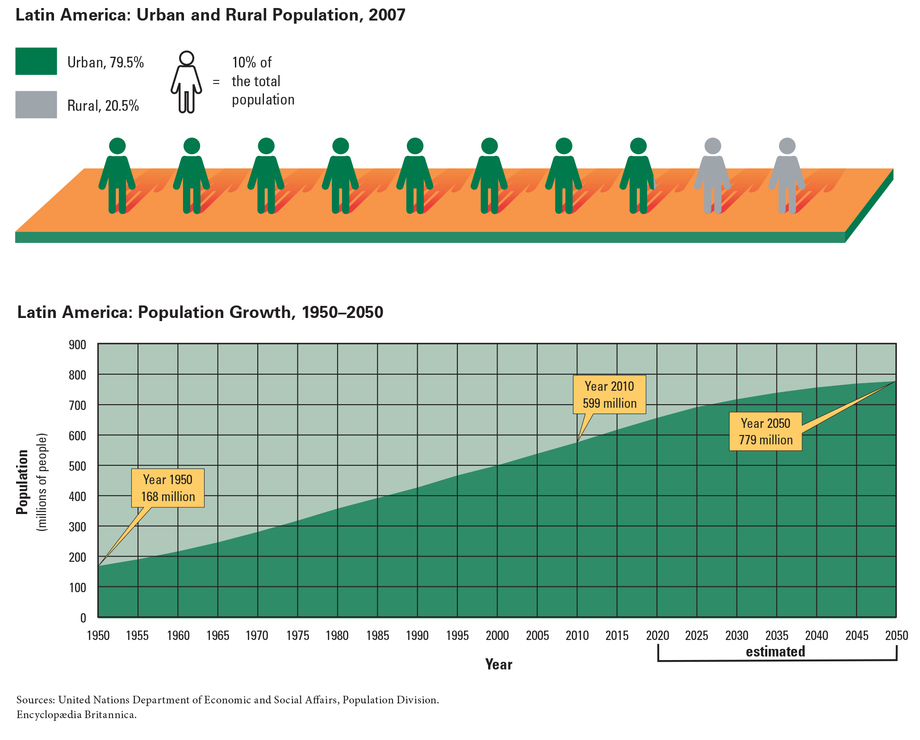 Latin America: Urban and Rural Population, 2007
Urban, 79.5%
Rural, 20.5%
=
10% of
the total
population
Latin America: Population Growth, 1950–2050
Population
(millions of people)
900
800
700
600
500
400
300
200
100
0
Year 1950
168 million
Year 2010
599 million
Year 2050
779 million
1950 1955 1960 1965 1970 1975 1980 1985 1990 1995 2000 2005 2010 2015 2020 2025 2030 2035 2040 2045 2050
estimated
Year
Sources: United Nations Department of Economic and Social Affairs, Population Division.
Encyclopædia Britannica.